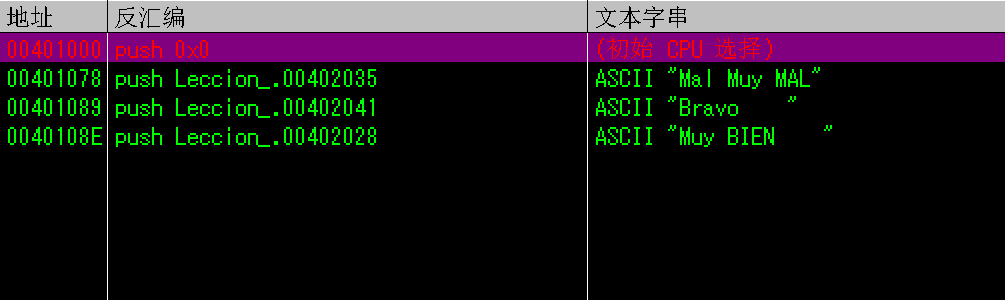 地址 反汇编 文本字串
00401000 push 0x0 (初始 CPU 选择)
00401078 push Leccion_.00402035 ASCII "Mal Muy MAL"
00401089 push Leccion_.00402041 ASCII "Bravo    "
0040108E push Leccion_.00402028 ASCII "Muy BIEN    "